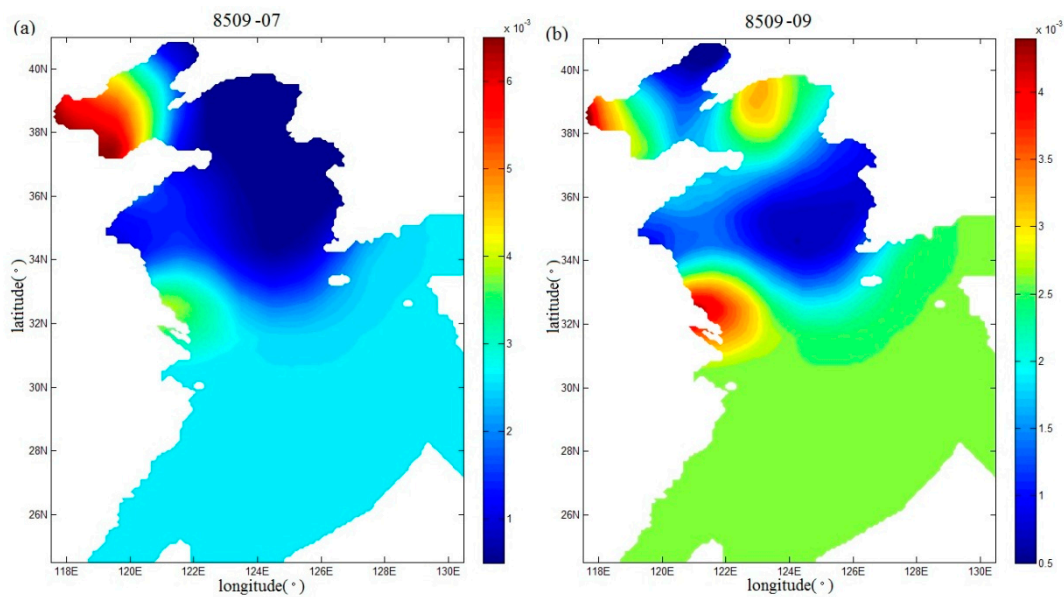 (a)
8509-07
x 10⁻³
40N
38N
36N
34N
32N
30N
28N
26N
latitude(°)
118E
120E
122E
124E
126E
128E
130E
longitude(°)
6
5
4
3
2
1
(b)
8509-09
x 10⁻³
40N
38N
36N
34N
32N
30N
28N
26N
latitude(°)
118E
120E
122E
124E
126E
128E
130E
longitude(°)
4
3.5
3
2.5
2
1.5
1
0.5